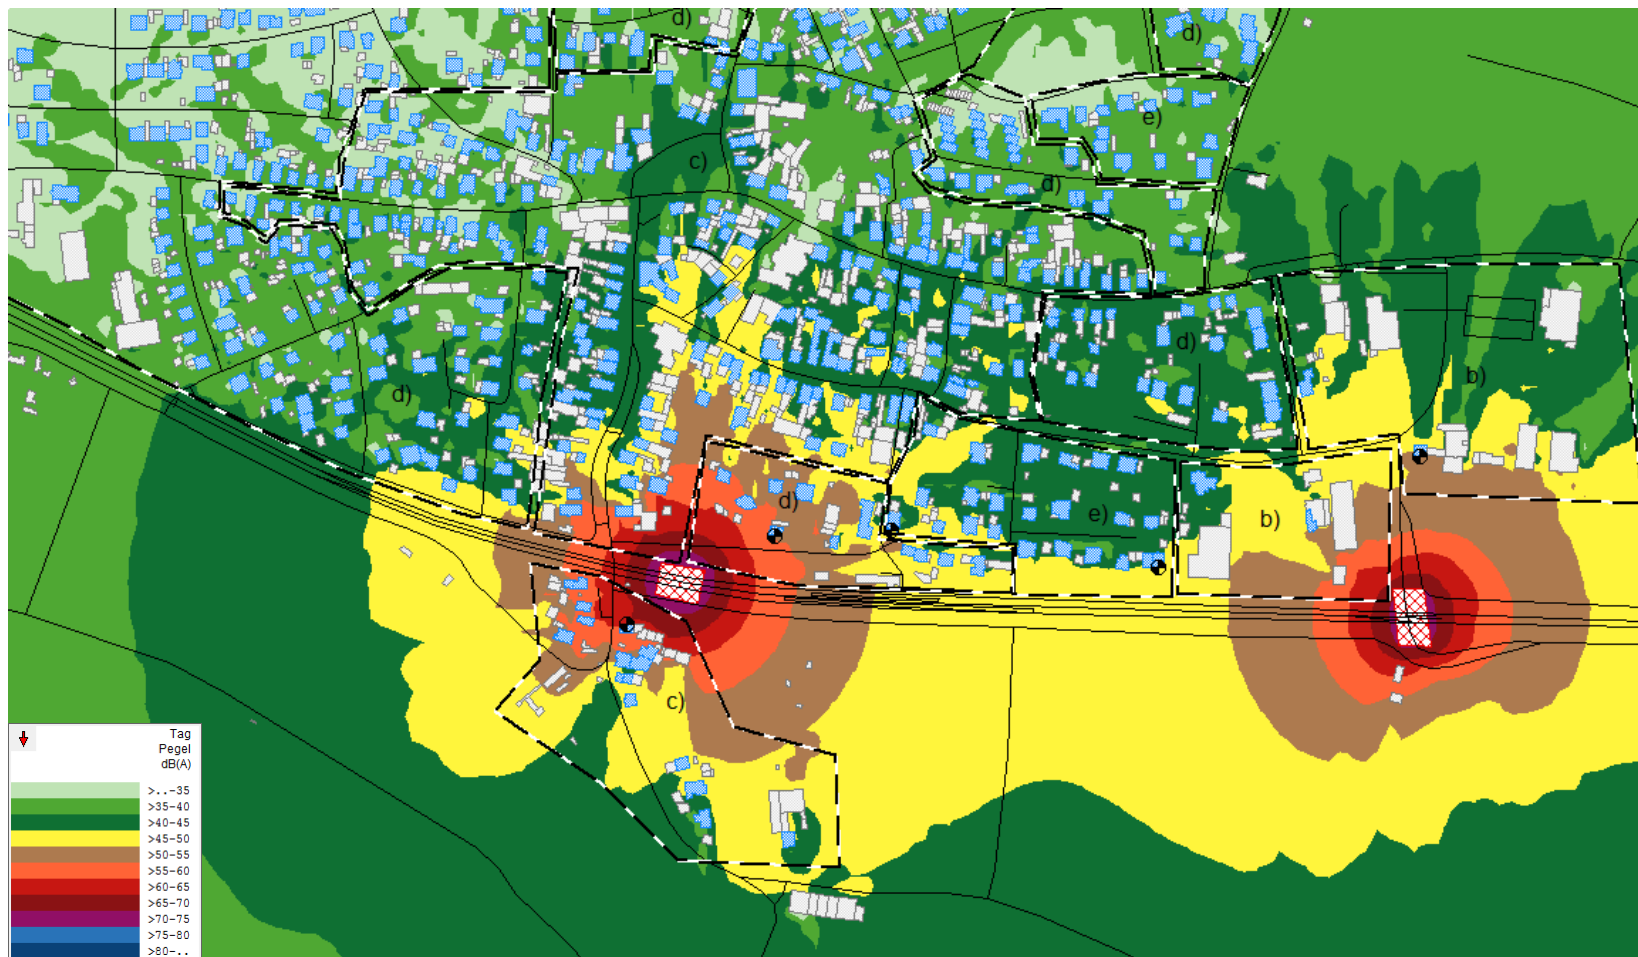 d)
d)
e)
c)
d)
d)
b)
d)
d)
e)
b)
c)
Tag
Pegel
dB(A)
>..-35
>35-40
>40-45
>45-50
>50-55
>55-60
>60-65
>65-70
>70-75
>75-80
>80-..